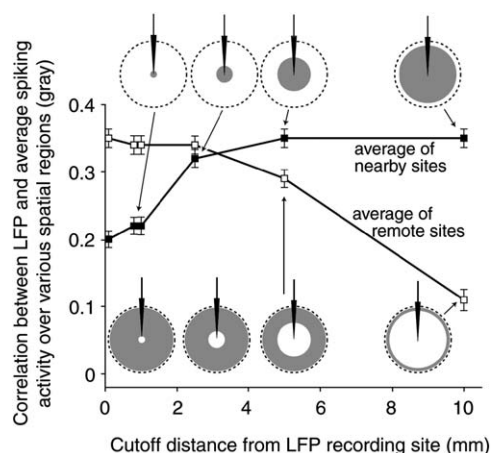 Correlation between LFP and average spiking
activity over various spatial regions (gray)
0.4
0.3
0.2
0.1
0
average of
nearby sites
average of
remote sites
0
2
4
6
8
10
Cutoff distance from LFP recording site (mm)